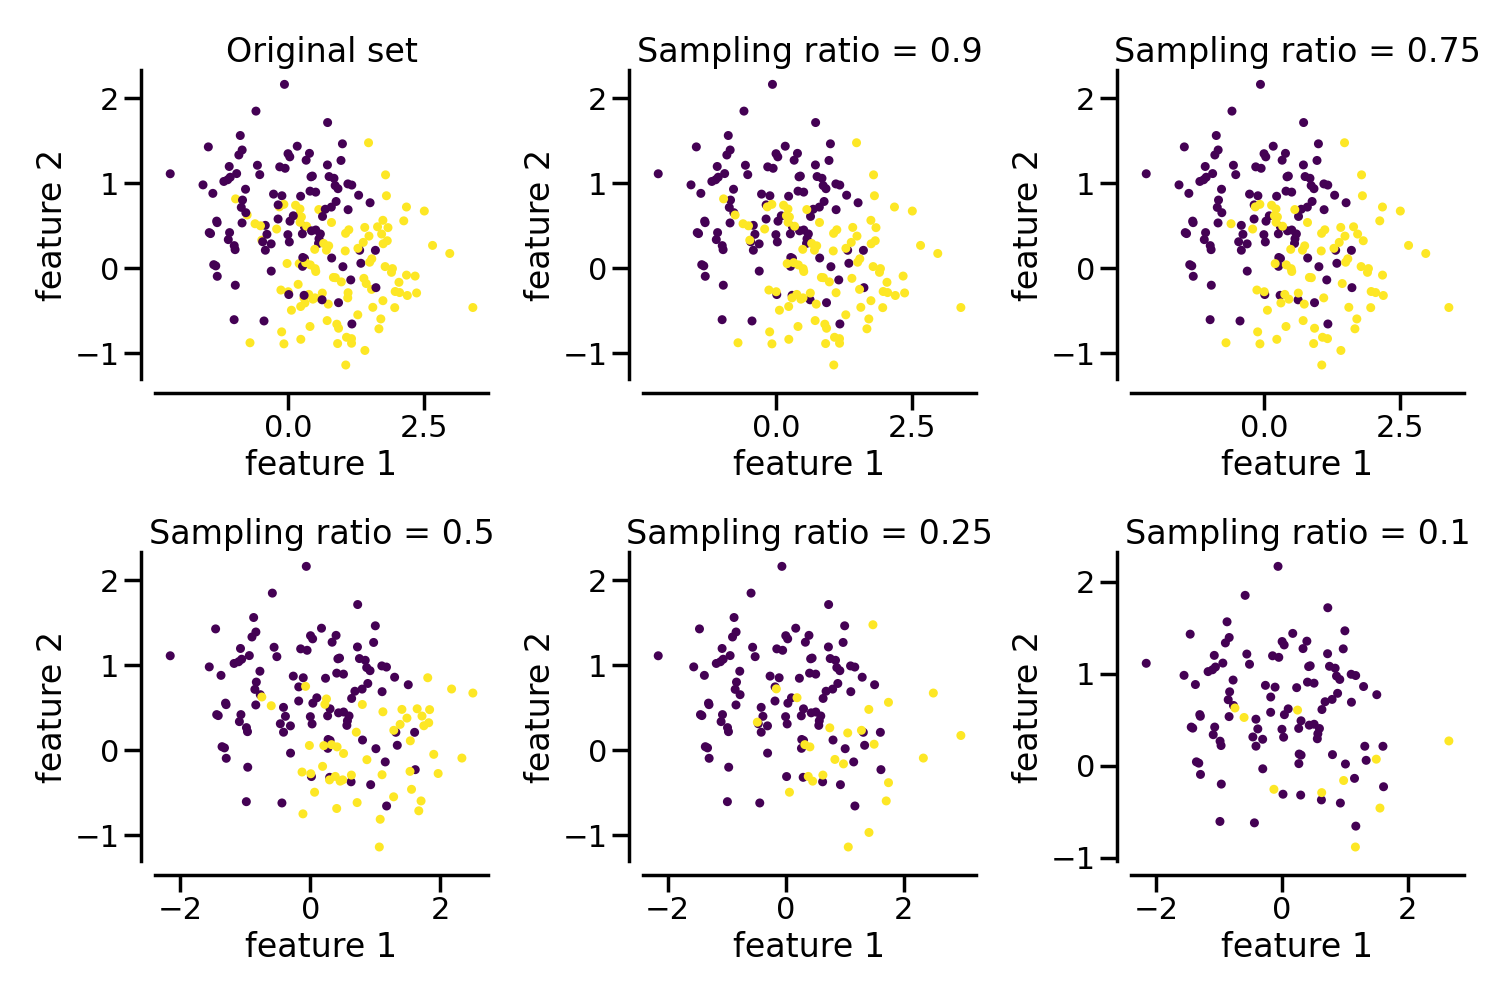 Original set
Sampling ratio = 0.9
Sampling ratio = 0.75
feature 2
2
1
0
−1
0.0
2.5
feature 1
feature 2
2
1
0
−1
0.0
2.5
feature 1
feature 2
2
1
0
−1
0.0
2.5
feature 1
Sampling ratio = 0.5
Sampling ratio = 0.25
Sampling ratio = 0.1
feature 2
2
1
0
−1
−2
0
2
feature 1
feature 2
2
1
0
−1
−2
0
2
feature 1
feature 2
2
1
0
−1
−2
0
2
feature 1